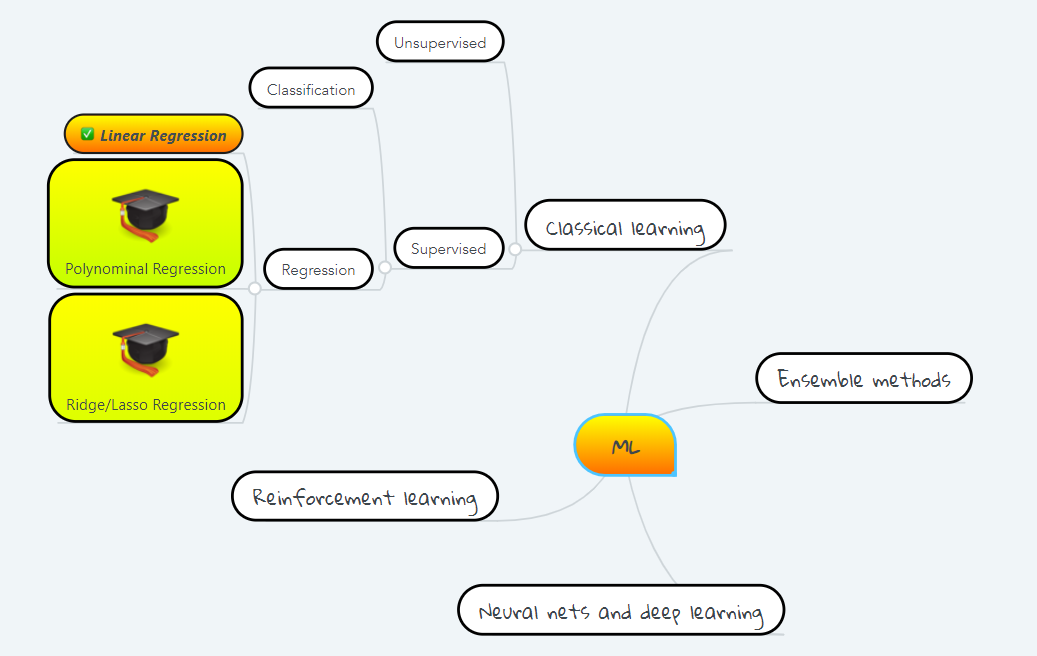 Unsupervised
Classification
✅ Linear Regression
Classical learning
Supervised
Regression
Polynominal Regression
Ridge/Lasso Regression
Ensemble methods
ML
Reinforcement learning
Neural nets and deep learning